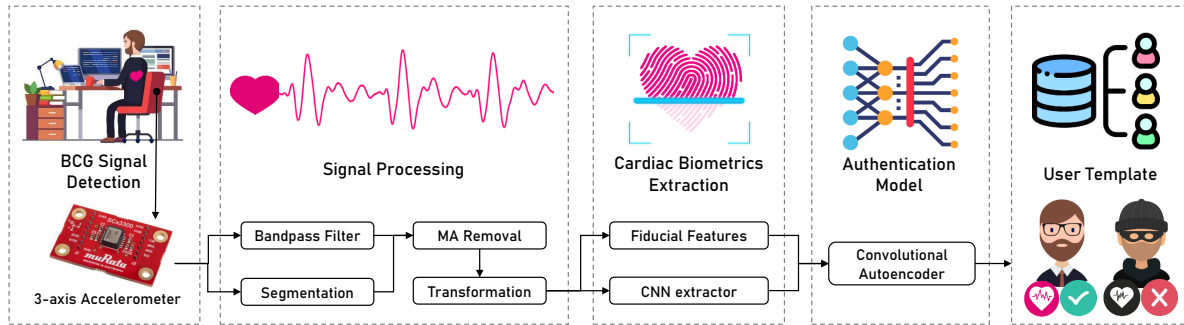 BCG Signal
Detection
SCx3300
muRata
3-axis Accelerometer
Signal Processing
Bandpass Filter
Segmentation
MA Removal
Transformation
Cardiac Biometrics
Extraction
Fiducial Features
CNN extractor
Authentication
Model
Convolutional
Autoencoder
User Template